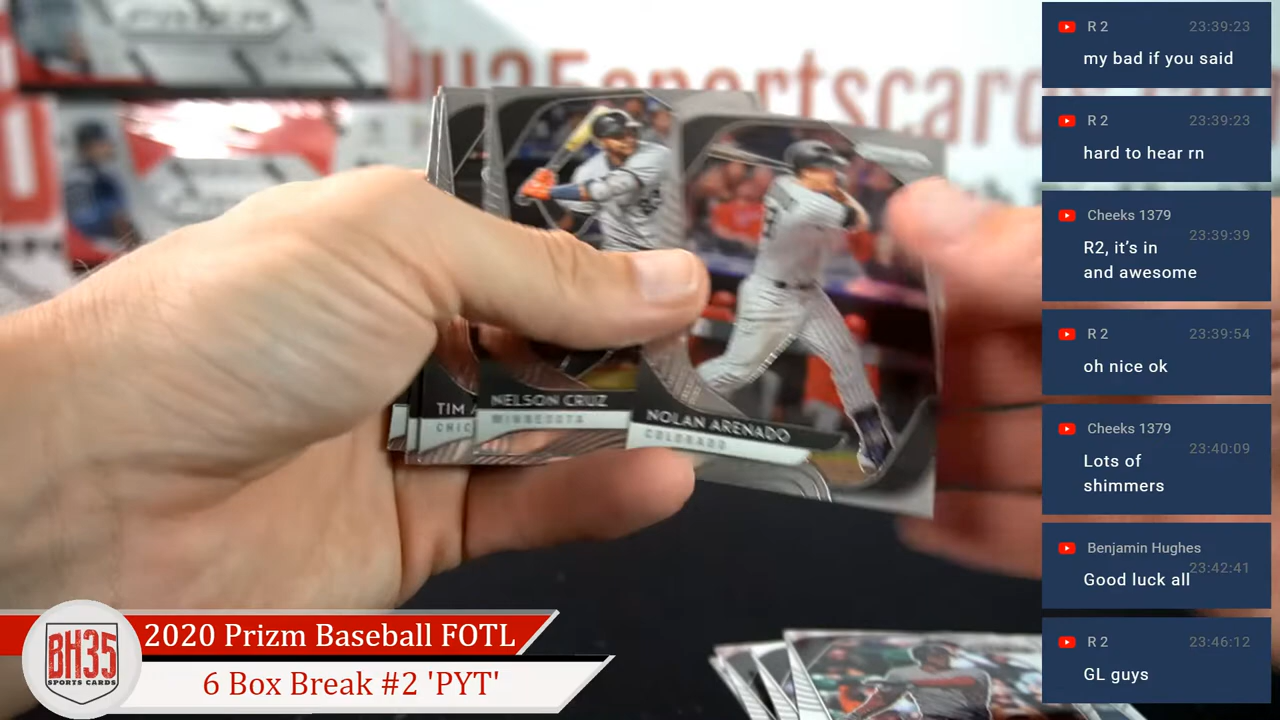 PRIZM
H35sportscards.co
TIM A
CHIC
NELSON CRUZ
MINNESOTA
NOLAN ARENADO
COLORADO
BH35
SPORTS CARDS
2020 Prizm Baseball FOTL
6 Box Break #2 'PYT'
R 2 23:39:23
my bad if you said
R 2 23:39:23
hard to hear rn
Cheeks 1379
23:39:39
R2, it's in
and awesome
R 2 23:39:54
oh nice ok
Cheeks 1379
23:40:09
Lots of
shimmers
Benjamin Hughes
23:42:41
Good luck all
R 2 23:46:12
GL guys